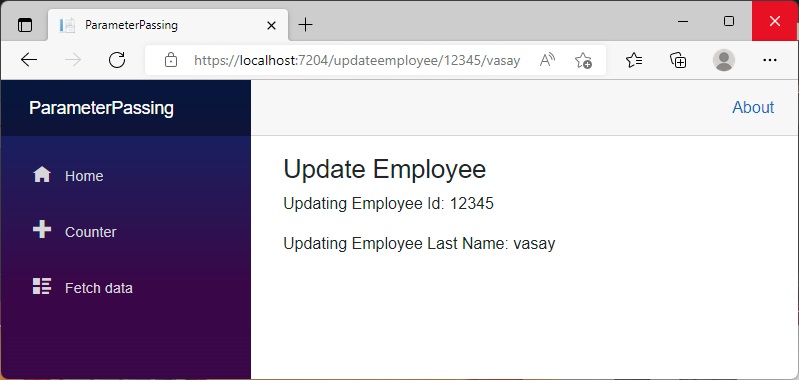 ParameterPassing
https://localhost:7204/updateemployee/12345/vasay
ParameterPassing
About
Home
Counter
Fetch data
Update Employee
Updating Employee Id: 12345
Updating Employee Last Name: vasay